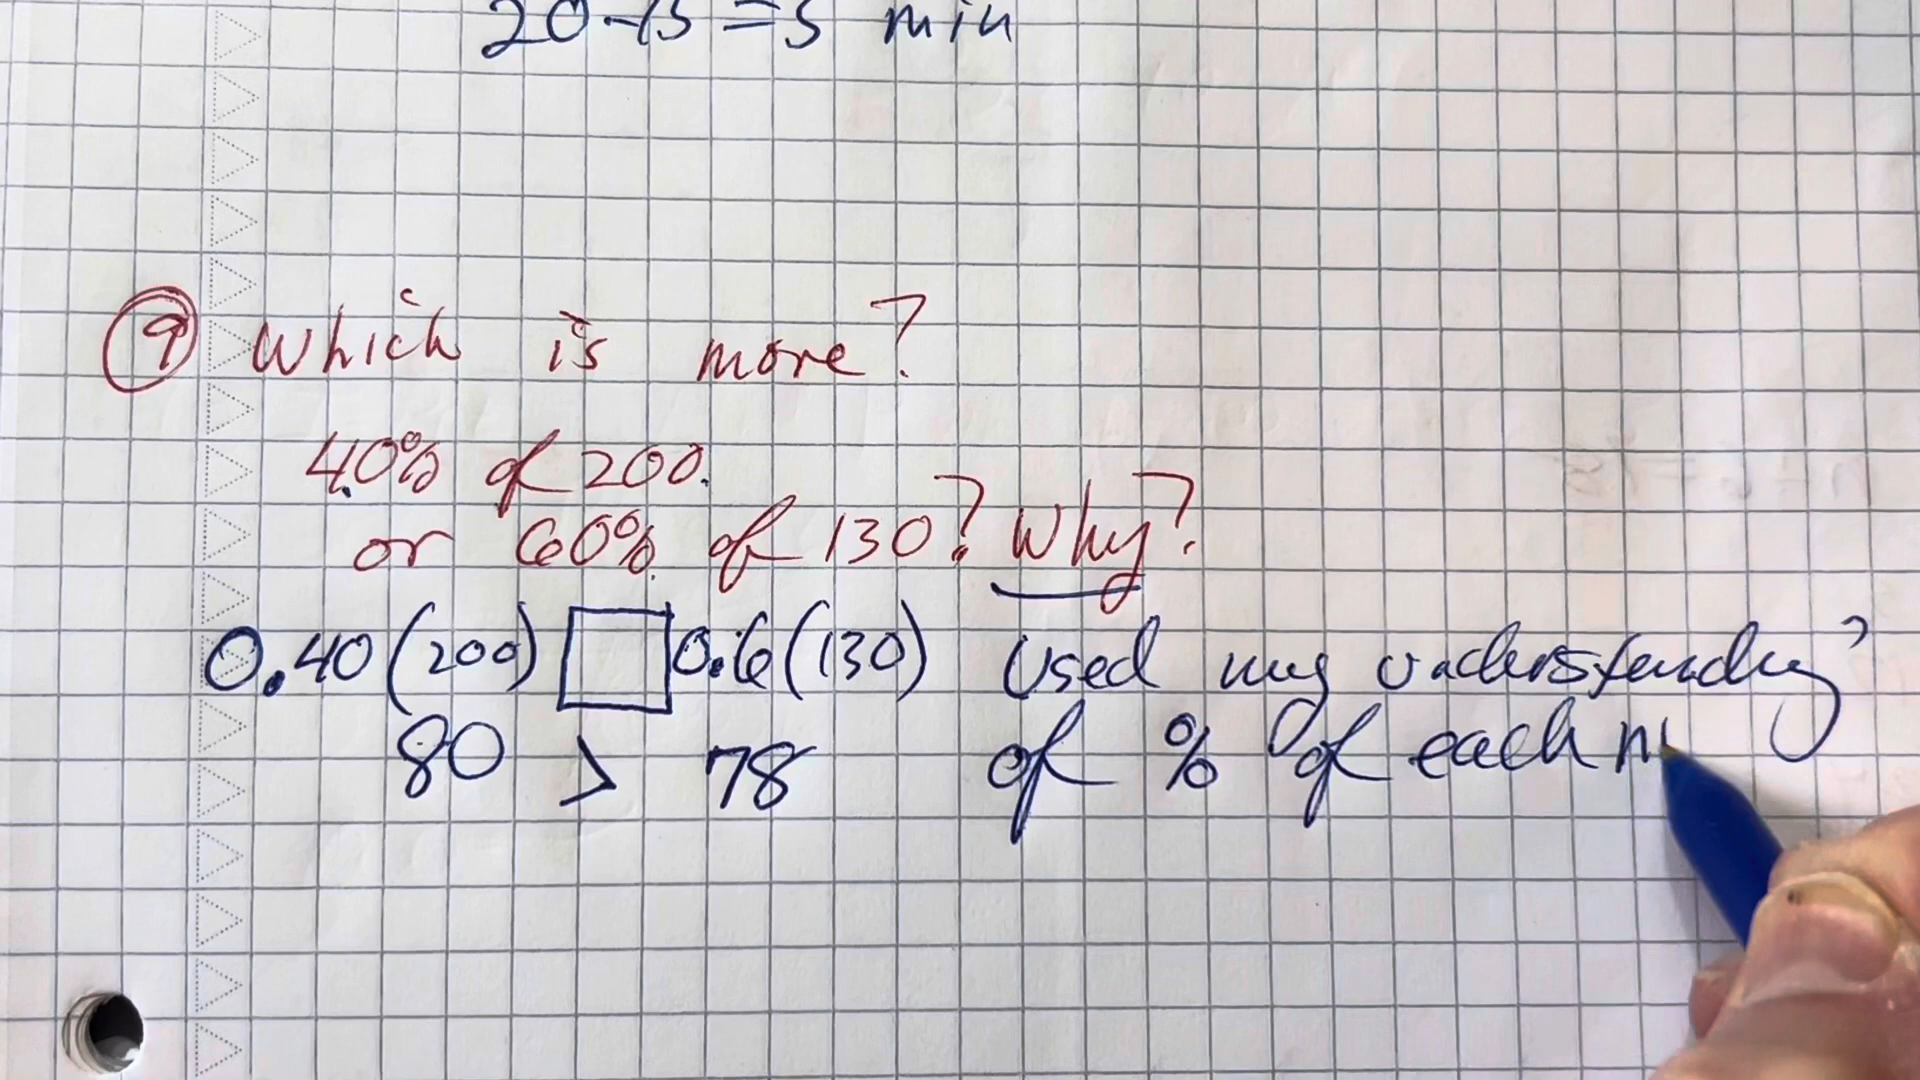 20-15=5 min
9 Which is more?
40% of 200.
or 60% of 130? Why?
0.40(200) 0.6(130) Used my understanding
80 > 78 of % of each